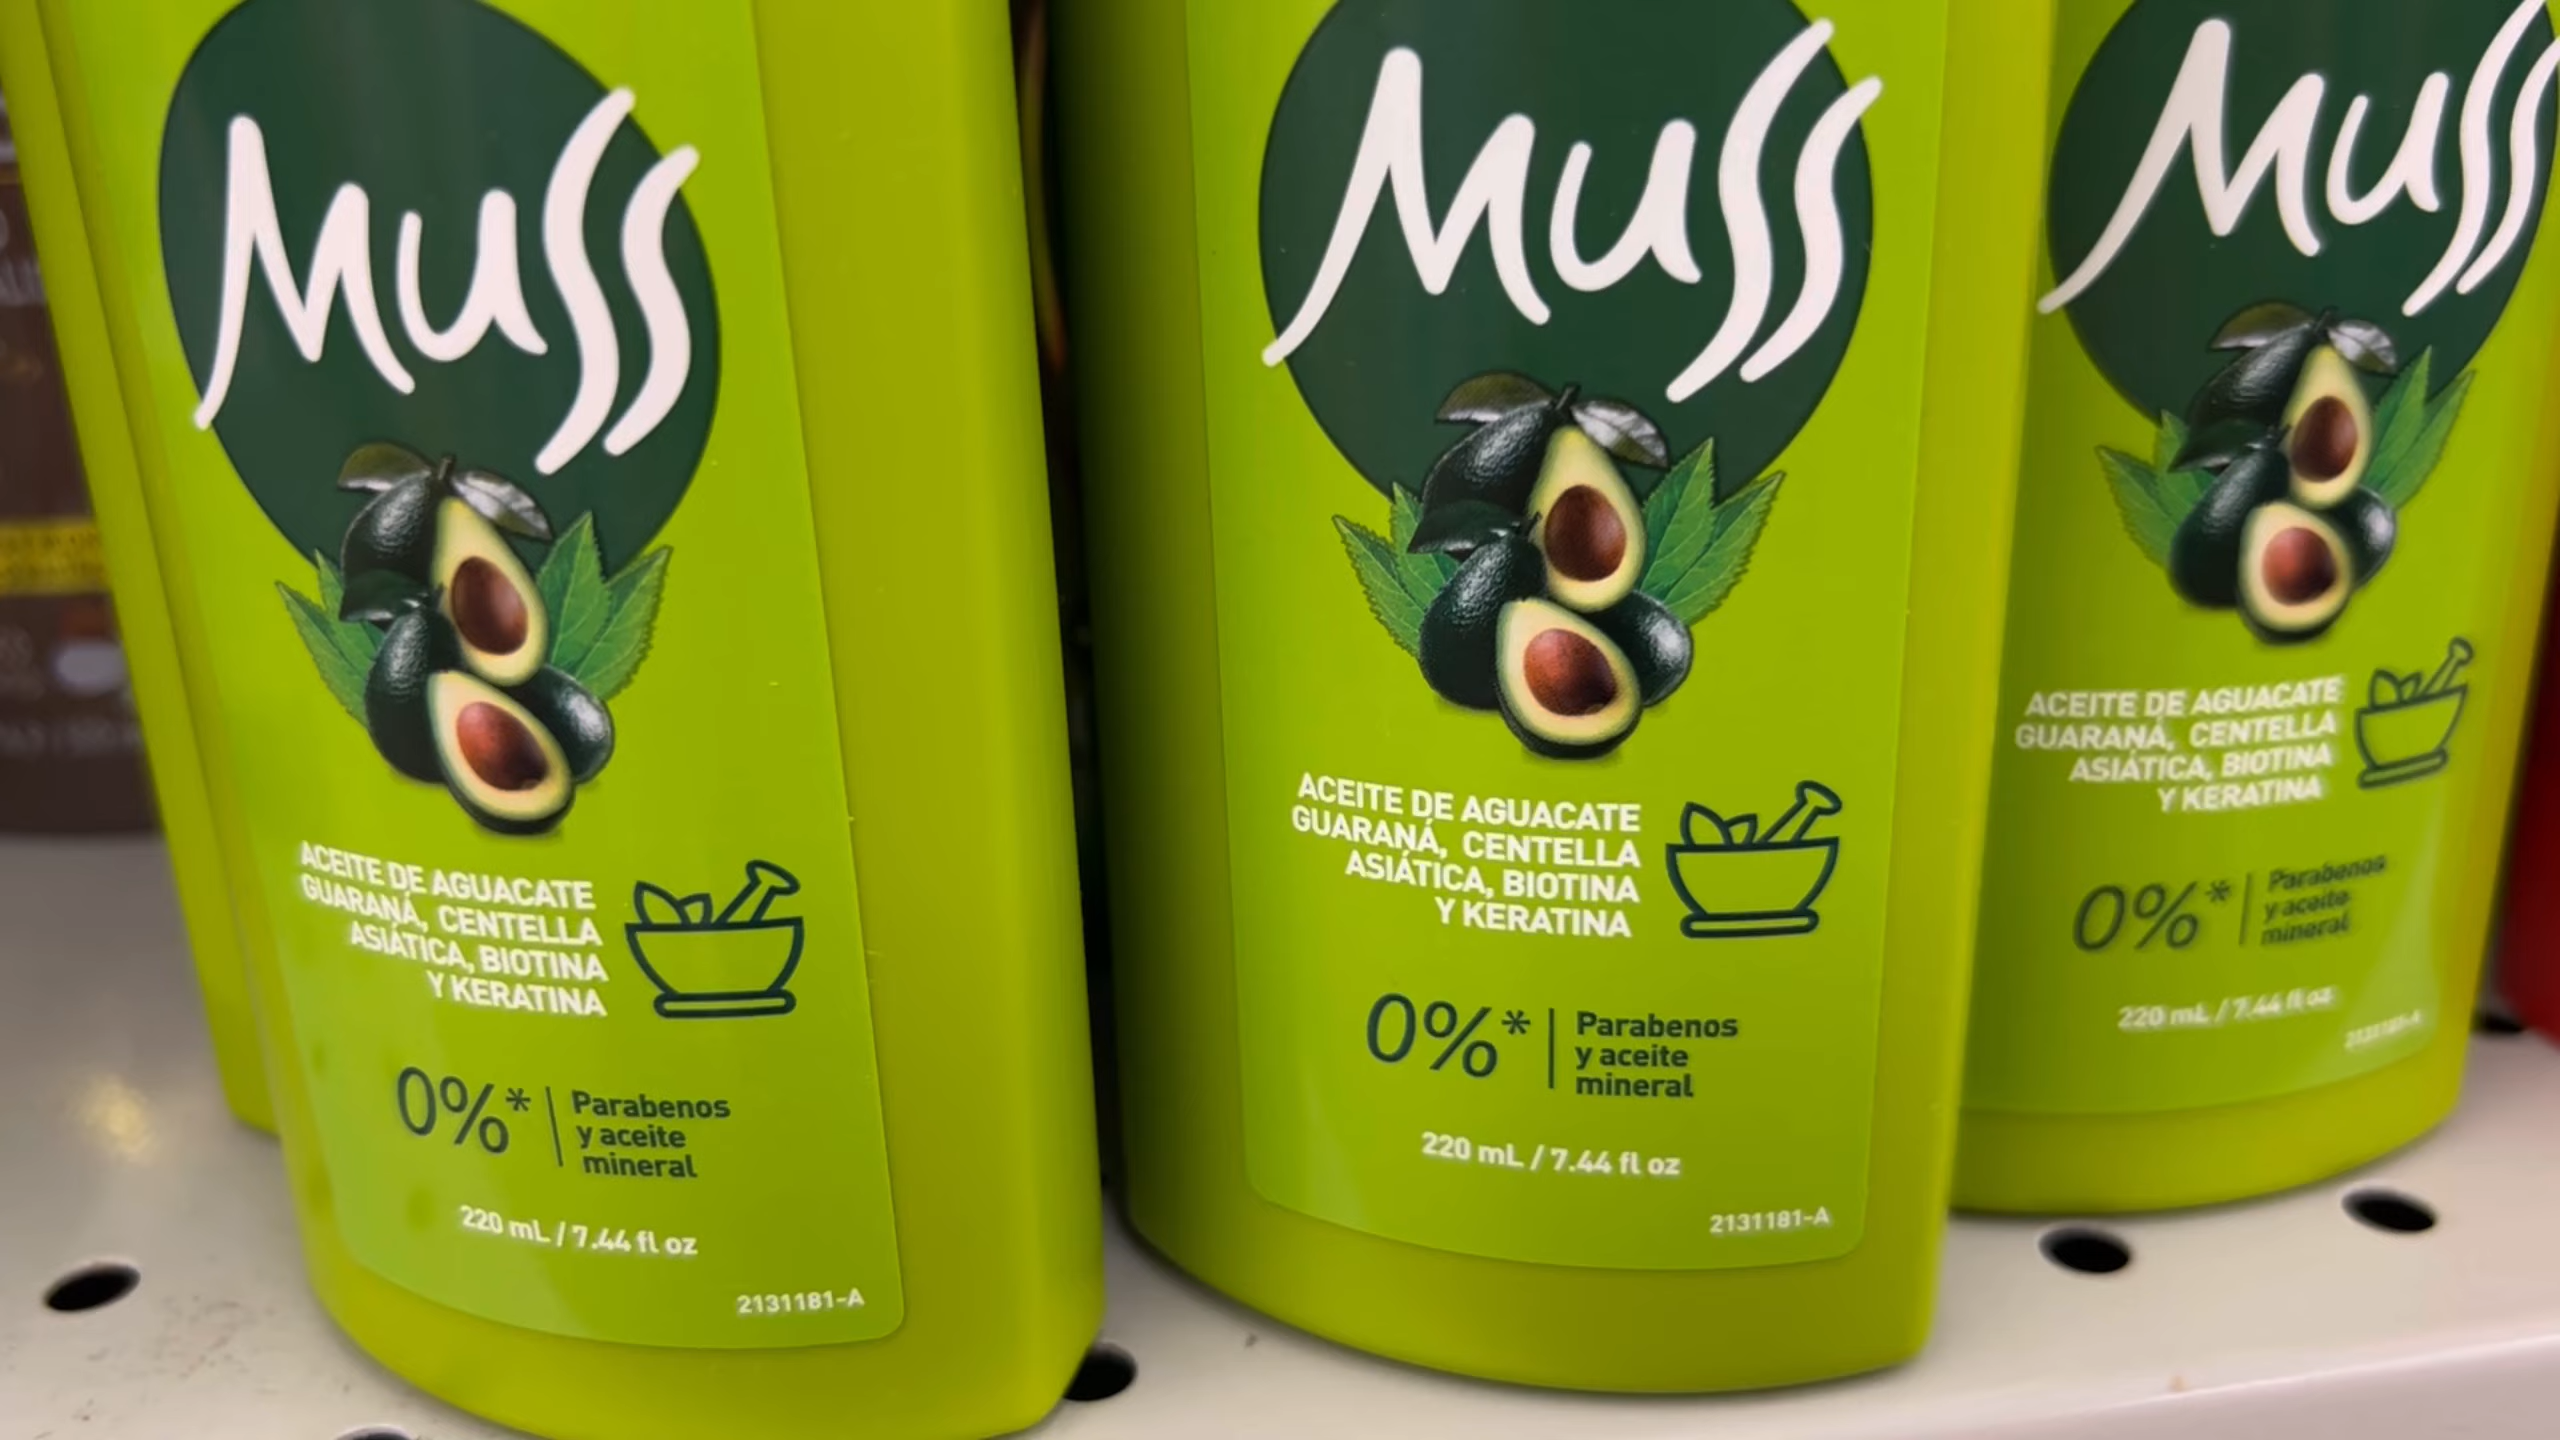 Muss
ACEITE DE AGUACATE
GUARANÁ, CENTELLA
ASIÁTICA, BIOTINA
Y KERATINA
0%* Parabenos
y aceite
mineral
220 mL / 7.44 fl oz
2131181-A
Muss
ACEITE DE AGUACATE
GUARANÁ, CENTELLA
ASIÁTICA, BIOTINA
Y KERATINA
0%* Parabenos
y aceite
mineral
220 mL / 7.44 fl oz
2131181-A
Muss
ACEITE DE AGUACATE
GUARANÁ, CENTELLA
ASIÁTICA, BIOTINA
Y KERATINA
0%* Parabenos
y aceite
mineral
220 mL / 7.44 fl oz
2131181-A